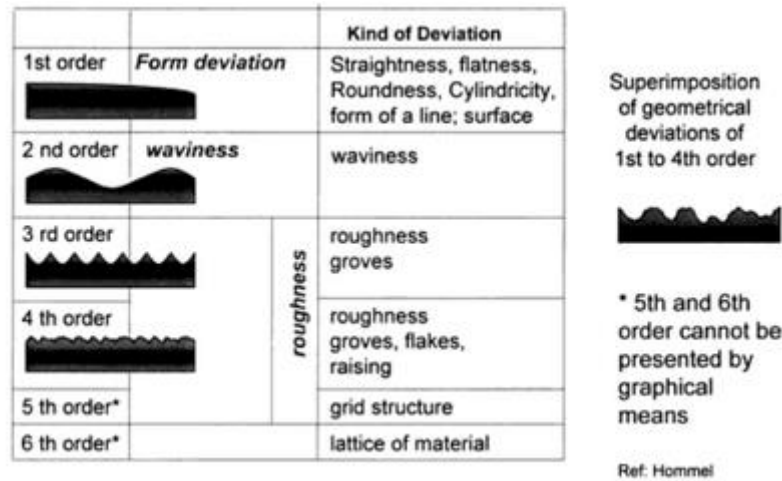 Kind of Deviation
1st order Form deviation
Straightness, flatness,
Roundness, Cylindricity,
form of a line; surface
2 nd order waviness
waviness
3 rd order
roughness
groves
4 th order
roughness
groves, flakes,
raising
roughness
5 th order*
grid structure
6 th order*
lattice of material
Superimposition
of geometrical
deviations of
1st to 4th order
* 5th and 6th
order cannot be
presented by
graphical
means
Ref: Hommel